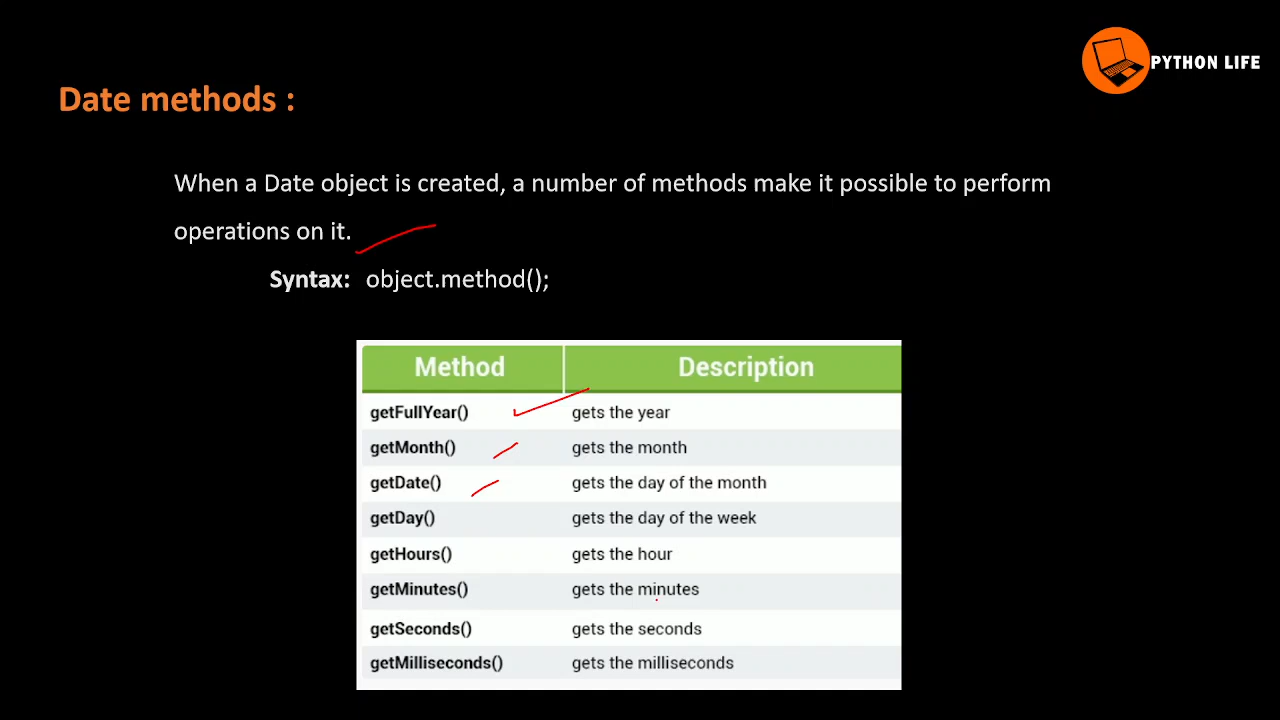 PYTHON LIFE
Date methods :
When a Date object is created, a number of methods make it possible to perform
operations on it.
Syntax: object.method();
Method Description
getFullYear() gets the year
getMonth() gets the month
getDate() gets the day of the month
getDay() gets the day of the week
getHours() gets the hour
getMinutes() gets the minutes
getSeconds() gets the seconds
getMilliseconds() gets the milliseconds